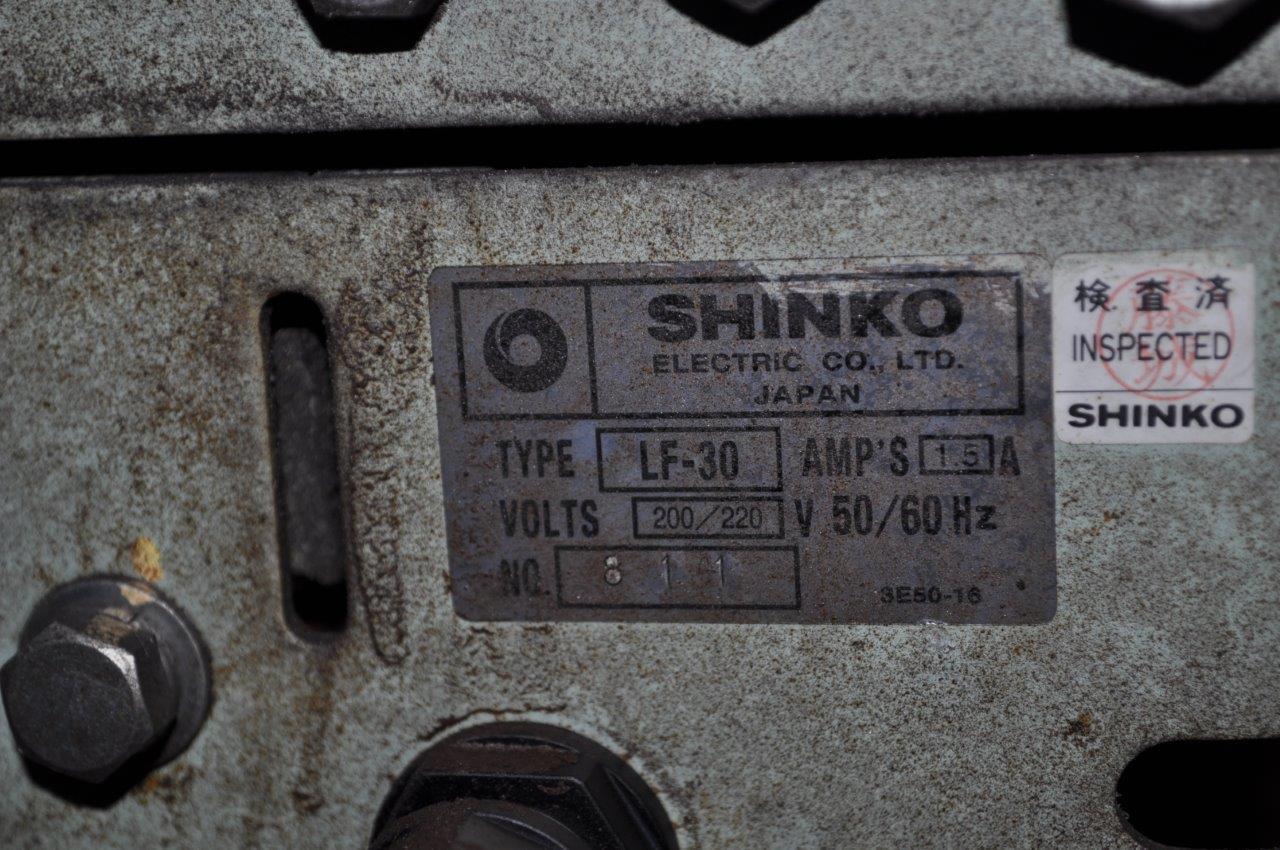 SHINKO
ELECTRIC CO., LTD.
JAPAN
TYPE LF-30 AMP'S 1.5 A
VOLTS 200/220 V 50/60 Hz
NO. 8 1 1
3E50-16
検査済
INSPECTED
SHINKO